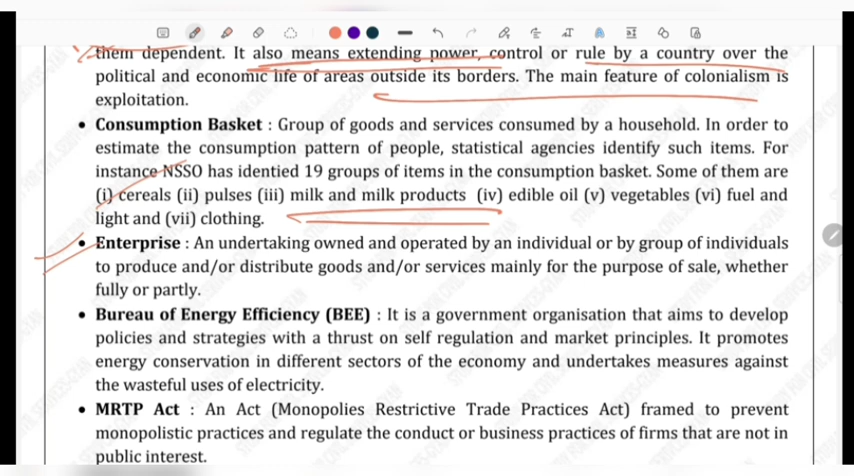 them dependent. It also means extending power, control or rule by a country over the
political and economic life of areas outside its borders. The main feature of colonialism is
exploitation.
• Consumption Basket : Group of goods and services consumed by a household. In order to
estimate the consumption pattern of people, statistical agencies identify such items. For
instance NSSO has identied 19 groups of items in the consumption basket. Some of them are
(i) cereals (ii) pulses (iii) milk and milk products (iv) edible oil (v) vegetables (vi) fuel and
light and (vii) clothing.
• Enterprise : An undertaking owned and operated by an individual or by group of individuals
to produce and/or distribute goods and/or services mainly for the purpose of sale, whether
fully or partly.
• Bureau of Energy Efficiency (BEE) : It is a government organisation that aims to develop
policies and strategies with a thrust on self regulation and market principles. It promotes
energy conservation in different sectors of the economy and undertakes measures against
the wasteful uses of electricity.
• MRTP Act : An Act (Monopolies Restrictive Trade Practices Act) framed to prevent
monopolistic practices and regulate the conduct or business practices of firms that are not in
public interest.